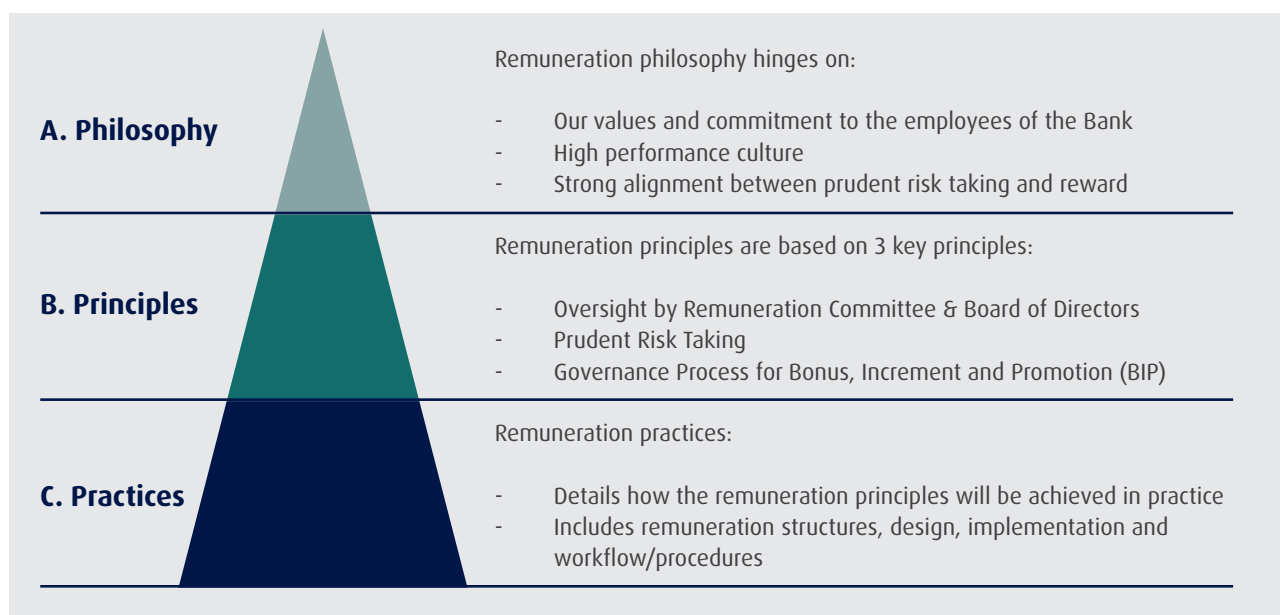 A. Philosophy
Remuneration philosophy hinges on:
- Our values and commitment to the employees of the Bank
- High performance culture
- Strong alignment between prudent risk taking and reward
B. Principles
Remuneration principles are based on 3 key principles:
- Oversight by Remuneration Committee & Board of Directors
- Prudent Risk Taking
- Governance Process for Bonus, Increment and Promotion (BIP)
C. Practices
Remuneration practices:
- Details how the remuneration principles will be achieved in practice
- Includes remuneration structures, design, implementation and
workflow/procedures